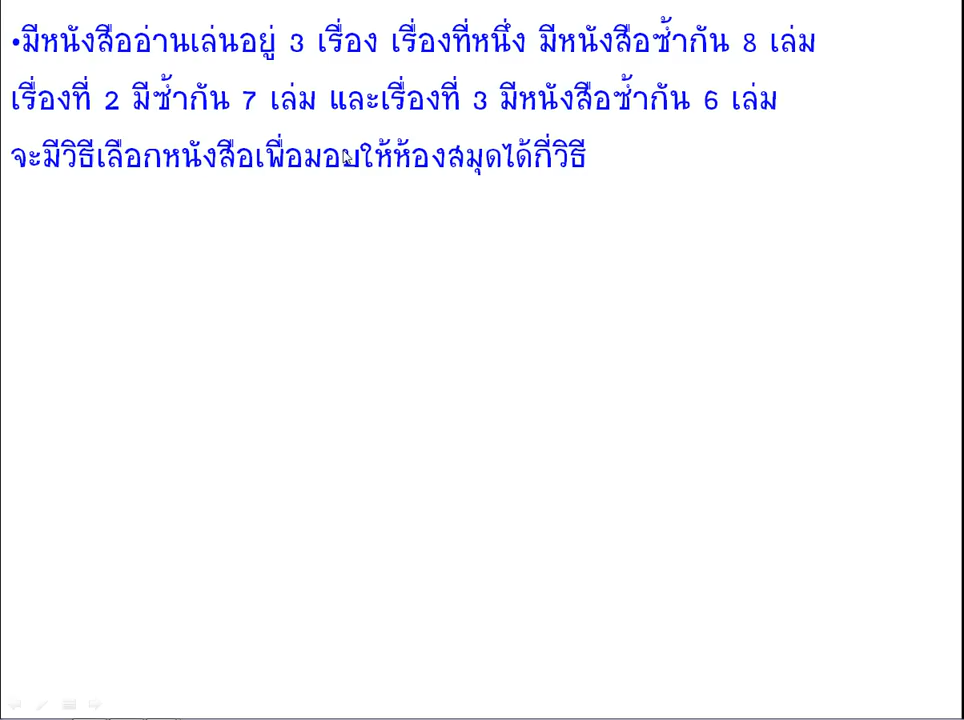 •มีหนังสืออ่านเล่นอยู่ 3 เรื่อง เรื่องที่หนึ่ง มีหนังสือซ้ำกัน 8 เล่ม
เรื่องที่ 2 มีซ้ำกัน 7 เล่ม และเรื่องที่ 3 มีหนังสือซ้ำกัน 6 เล่ม
จะมีวิธีเลือกหนังสือเพื่อมอบให้ห้องสมุดได้กี่วิธี